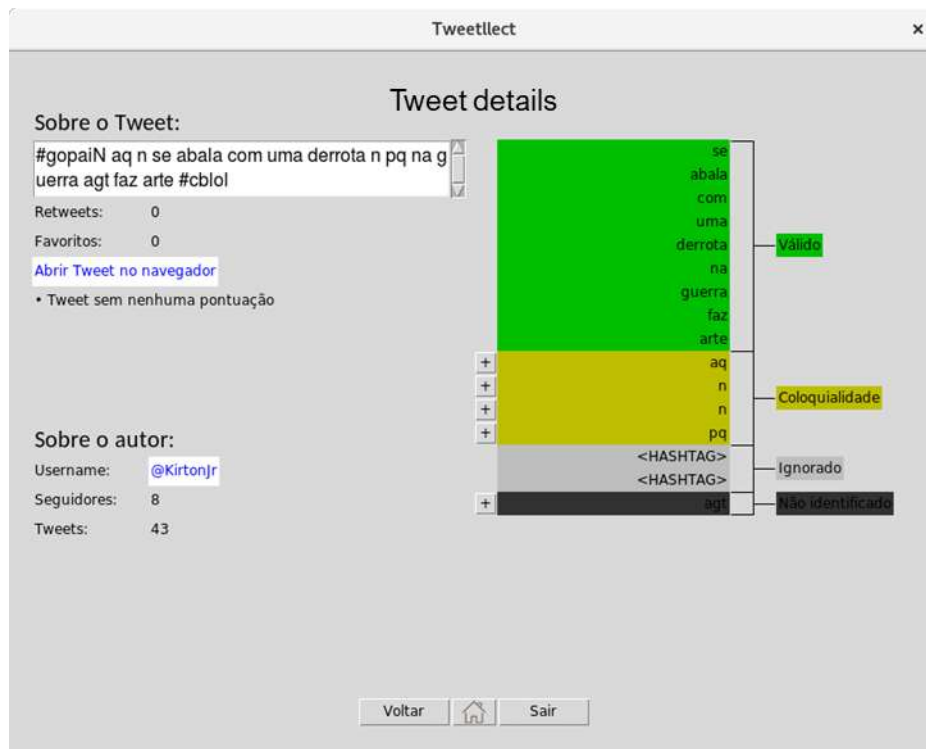 Tweetllect
×
Tweet details
Sobre o Tweet:
#gopaiN aq n se abala com uma derrota n pq na g
uerra agt faz arte #cblol
Retweets: 0
Favoritos: 0
Abrir Tweet no navegador
• Tweet sem nenhuma pontuação
Sobre o autor:
Username: @KirtonJr
Seguidores: 8
Tweets: 43
se
abala
com
uma
derrota
na
guerra
faz
arte
Válido
+ aq
+ n
+ n
+ pq
Coloquialidade
<HASHTAG>
<HASHTAG>
Ignorado
+ agt
Não identificado
Voltar Sair